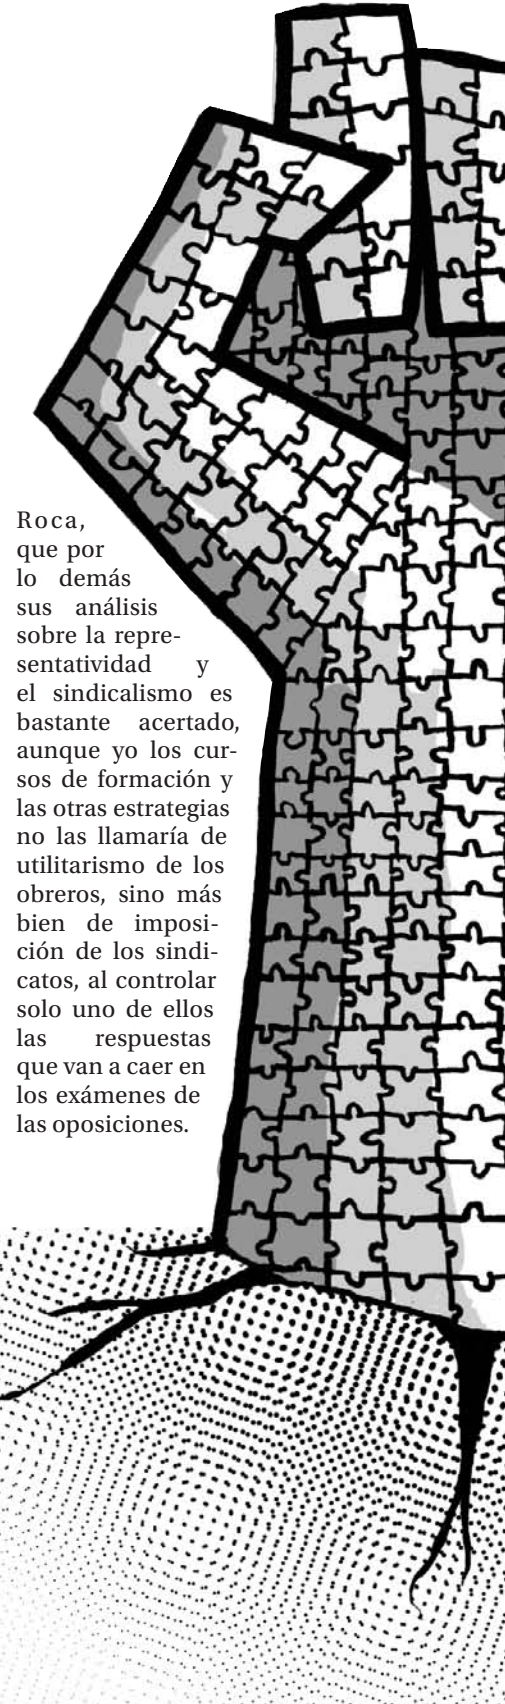 Roca,
que por
lo demás
sus análisis
sobre la repre-
sentatividad y
el sindicalismo es
bastante acertado,
aunque yo los cur-
sos de formación y
las otras estrategias
no las llamaría de
utilitarismo de los
obreros, sino más
bien de imposi-
ción de los sindi-
catos, al controlar
solo uno de ellos
las respuestas
que van a caer en
los exámenes de
las oposiciones.